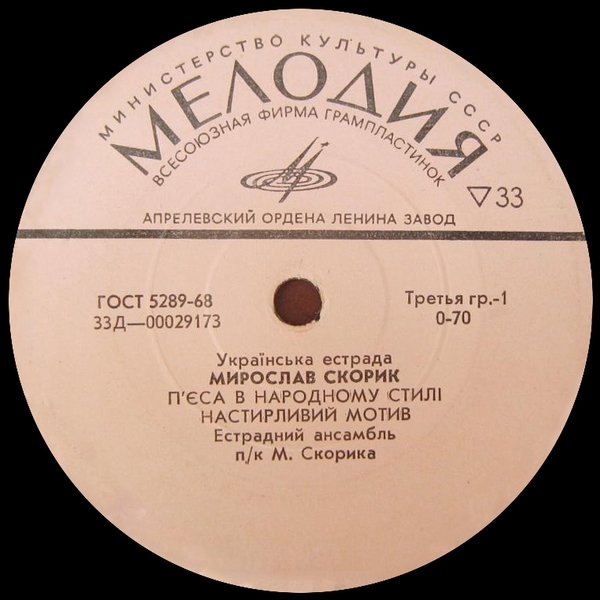 МИНИСТЕРСТВО КУЛЬТУРЫ СССР
МЕЛОДИЯ
ВСЕСОЮЗНАЯ ФИРМА ГРАМПЛАСТИНОК
▽33
АПРЕЛЕВСКИЙ ОРДЕНА ЛЕНИНА ЗАВОД
ГОСТ 5289-68
33Д—00029173
Третья гр.-1
0-70
Українська естрада
МИРОСЛАВ СКОРИК
П'ЄСА В НАРОДНОМУ СТИЛІ
НАСТИРЛИВИЙ МОТИВ
Естрадний ансамбль
п/к М. Скорика